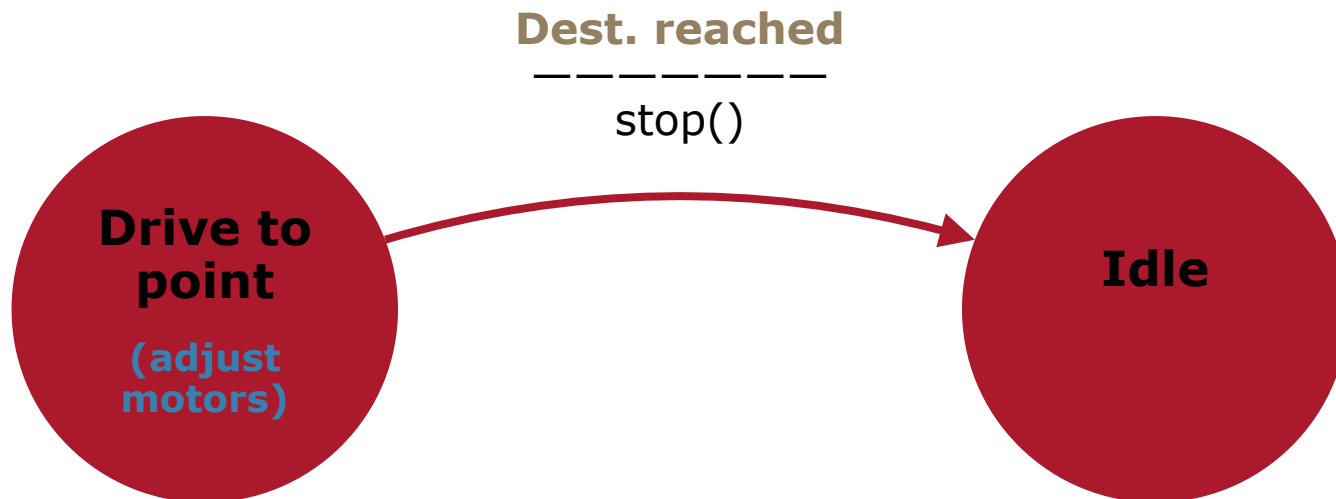 Dest. reached
———————
stop()
Drive to
point
(adjust
motors)
Idle